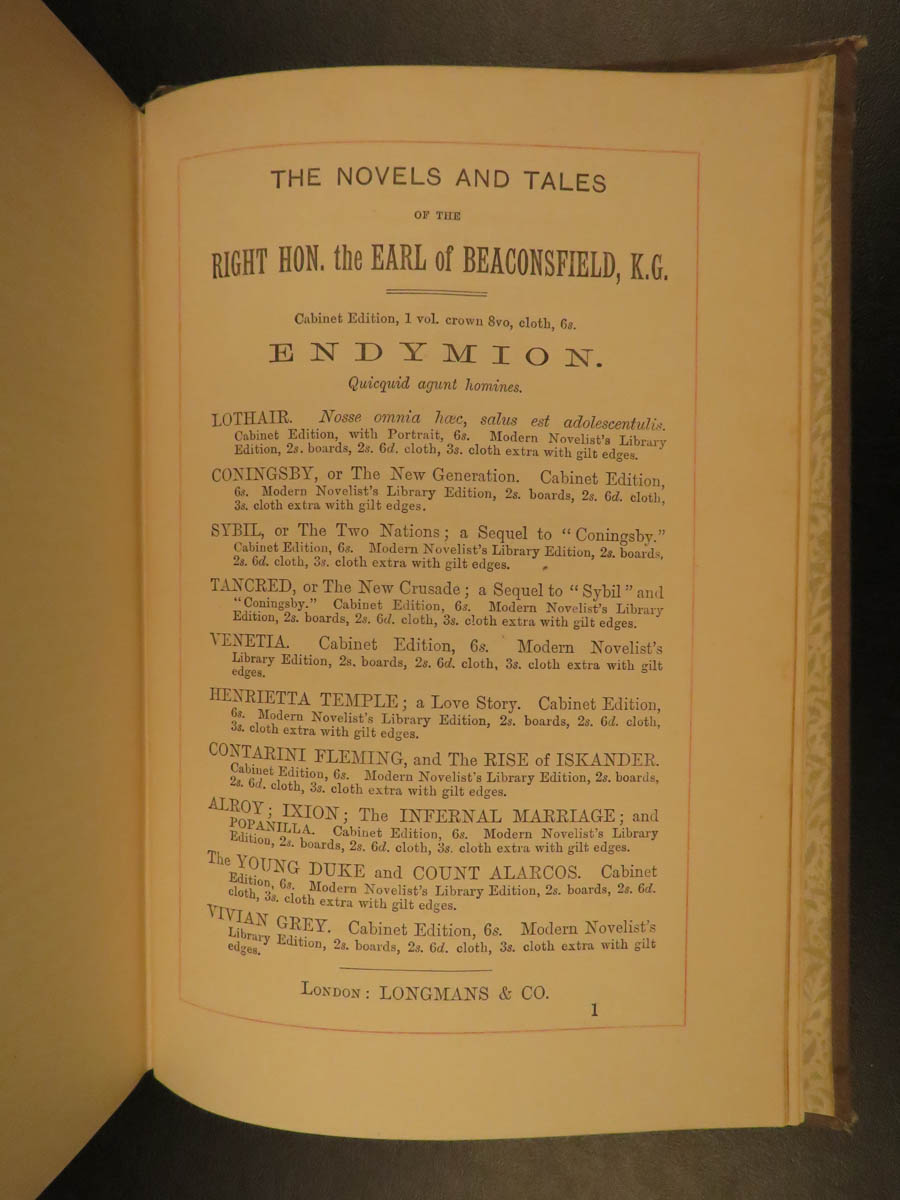 THE NOVELS AND TALES
OF THE
RIGHT HON. the EARL of BEACONSFIELD, K.G.
Cabinet Edition, 1 vol. crown 8vo, cloth, 6s.
ENDYMION.
Quicquid agunt homines.
LOTHAIR. Nosse omnia hæc, salus est adolescentulis.
Cabinet Edition, with Portrait, 6s. Modern Novelist's Library
Edition, 2s. boards, 2s. 6d. cloth, 3s. cloth extra with gilt edges.
CONINGSBY, or The New Generation. Cabinet Edition,
6s. Modern Novelist's Library Edition, 2s. boards, 2s. 6d. cloth,
3s. cloth extra with gilt edges.
SYBIL, or The Two Nations; a Sequel to "Coningsby."
Cabinet Edition, 6s. Modern Novelist's Library Edition, 2s. boards,
2s. 6d. cloth, 3s. cloth extra with gilt edges.
TANCRED, or The New Crusade; a Sequel to "Sybil" and
"Coningsby." Cabinet Edition, 6s. Modern Novelist's Library
Edition, 2s. boards, 2s. 6d. cloth, 3s. cloth extra with gilt edges.
VENETIA. Cabinet Edition, 6s. Modern Novelist's
Library Edition, 2s. boards, 2s. 6d. cloth, 3s. cloth extra with gilt
edges.
HENRIETTA TEMPLE; a Love Story. Cabinet Edition,
6s. Modern Novelist's Library Edition, 2s. boards, 2s. 6d. cloth,
3s. cloth extra with gilt edges.
CONTARINI FLEMING, and The RISE of ISKANDER.
Cabinet Edition, 6s. Modern Novelist's Library Edition, 2s. boards,
2s. 6d. cloth, 3s. cloth extra with gilt edges.
ALROY; IXION; The INFERNAL MARRIAGE; and
POPANILLA. Cabinet Edition, 6s. Modern Novelist's Library
Edition, 2s. boards, 2s. 6d. cloth, 3s. cloth extra with gilt edges.
The YOUNG DUKE and COUNT ALARCOS. Cabinet
Edition, 6s. Modern Novelist's Library Edition, 2s. boards, 2s. 6d.
cloth, 3s. cloth extra with gilt edges.
VIVIAN GREY. Cabinet Edition, 6s. Modern Novelist's
Library Edition, 2s. boards, 2s. 6d. cloth, 3s. cloth extra with gilt
edges.
LONDON: LONGMANS & CO.
1